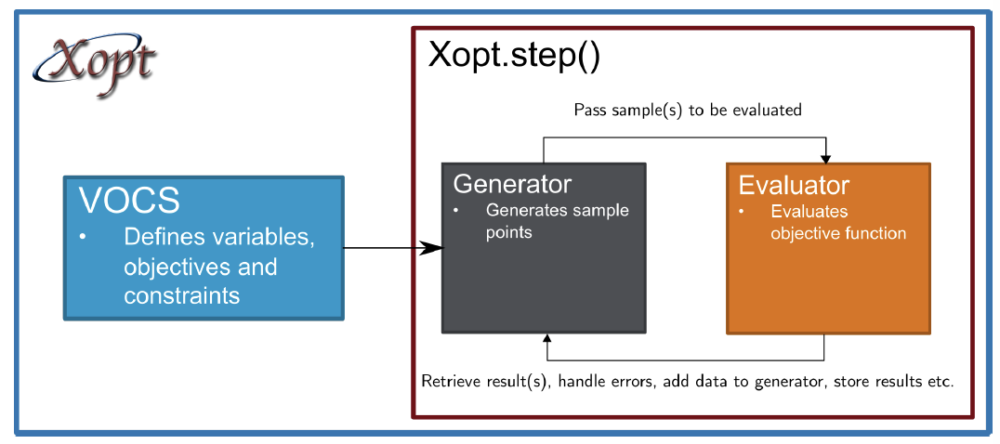 Xopt
Xopt.step()
Pass sample(s) to be evaluated
VOCS
• Defines variables,
objectives and
constraints
Generator
• Generates sample
points
Evaluator
• Evaluates
objective function
Retrieve result(s), handle errors, add data to generator, store results etc.